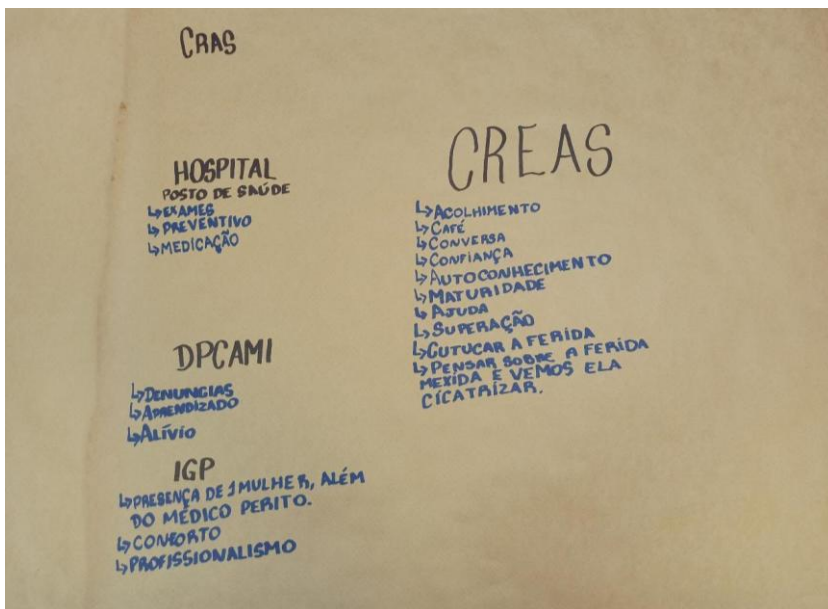 CRAS
HOSPITAL
POSTO DE SAÚDE
↳EXAMES
↳PREVENTIVO
↳MEDICAÇÃO
DPCAMI
↳DENUNCIAS
↳APRENDIZADO
↳ALÍVIO
IGP
↳PRESENÇA DE 1 MULHER, ALÉM
DO MÉDICO PERITO.
↳CONFORTO
↳PROFISSIONALISMO
CREAS
↳ACOLHIMENTO
↳CAFÉ
↳CONVERSA
↳CONFIANÇA
↳AUTOCONHECIMENTO
↳MATURIDADE
↳AJUDA
↳SUPERAÇÃO
↳CUTUCAR A FERIDA
↳PENSAR SOBRE A FERIDA
MEXIDA E VEMOS ELA
CICATRIZAR.